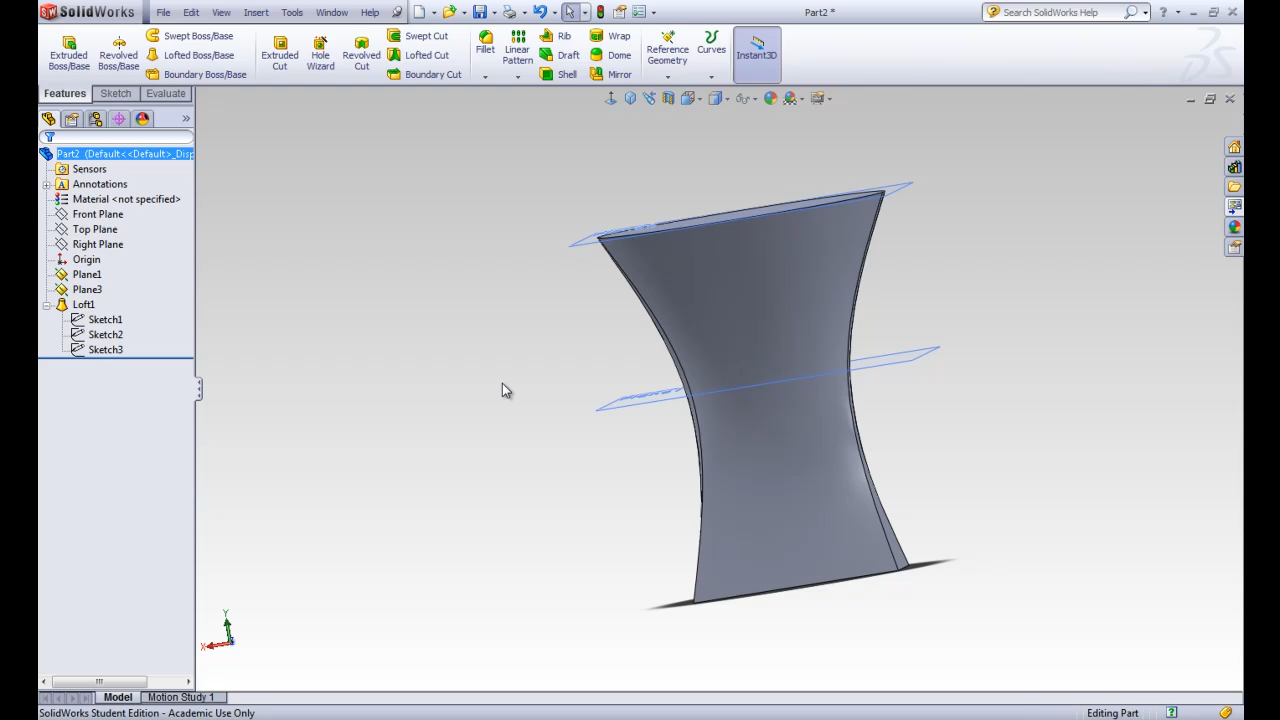 SolidWorks File Edit View Insert Tools Window Help Part2 * Search SolidWorks Help
Extruded Boss/Base
Revolved Boss/Base
Swept Boss/Base
Lofted Boss/Base
Boundary Boss/Base
Extruded Cut
Hole Wizard
Revolved Cut
Swept Cut
Lofted Cut
Boundary Cut
Fillet
Linear Pattern
Rib
Draft
Shell
Wrap
Dome
Mirror
Reference Geometry
Curves
Instant3D
Features Sketch Evaluate
Part2 (Default<<Default>_Disp
Sensors
Annotations
Material <not specified>
Front Plane
Top Plane
Right Plane
Origin
Plane1
Plane3
Loft1
Sketch1
Sketch2
Sketch3
Y
X
Model Motion Study 1
SolidWorks Student Edition - Academic Use Only Editing Part